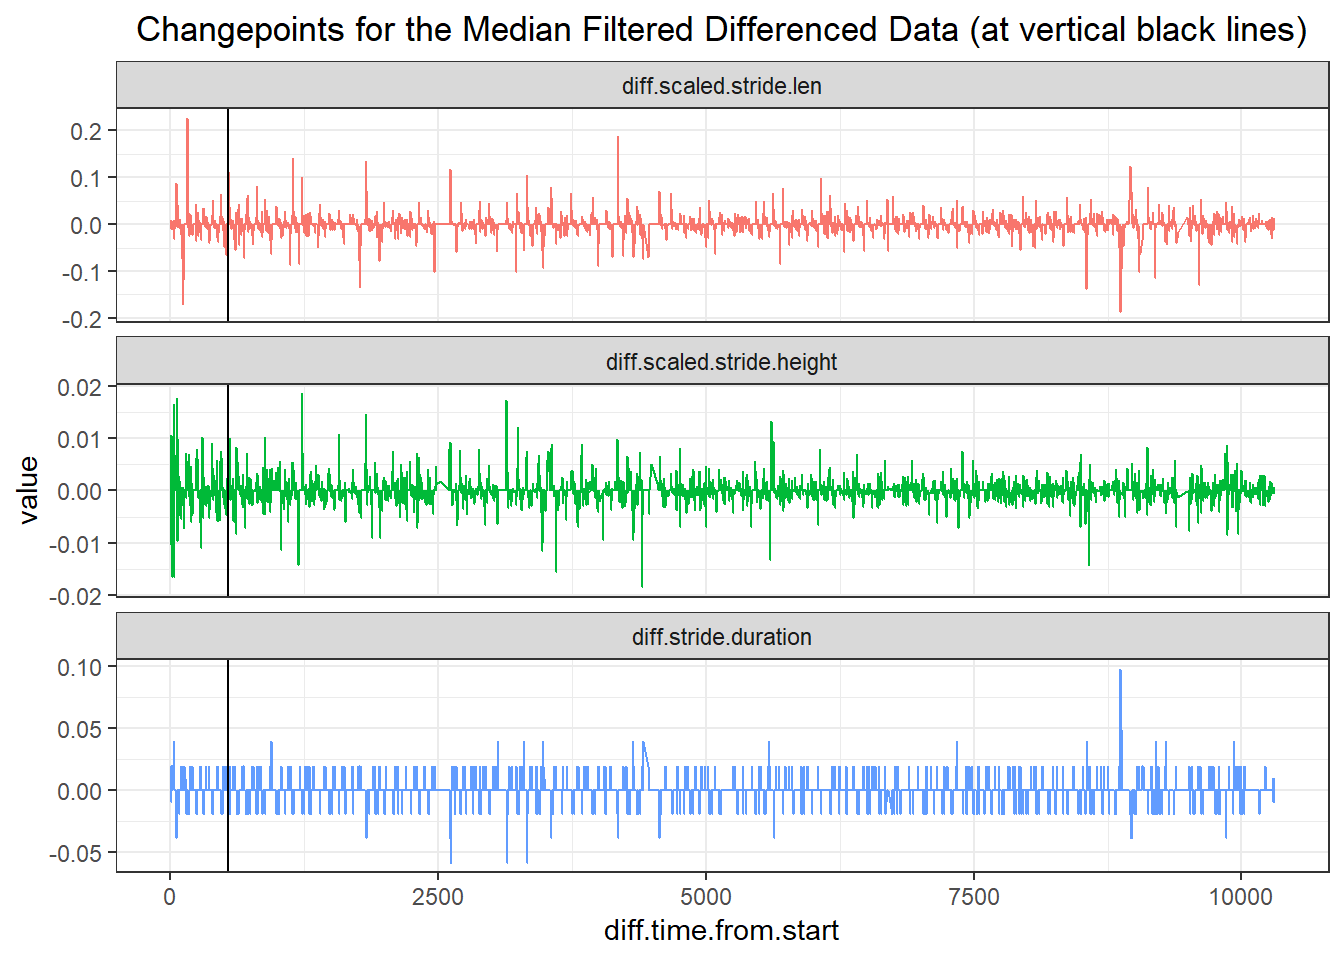 Changepoints for the Median Filtered Differenced Data (at vertical black lines)
diff.scaled.stride.len
0.2
0.1
0.0
-0.1
-0.2
diff.scaled.stride.height
0.02
0.01
0.00
-0.01
-0.02
value
diff.stride.duration
0.10
0.05
0.00
-0.05
0 2500 5000 7500 10000
diff.time.from.start